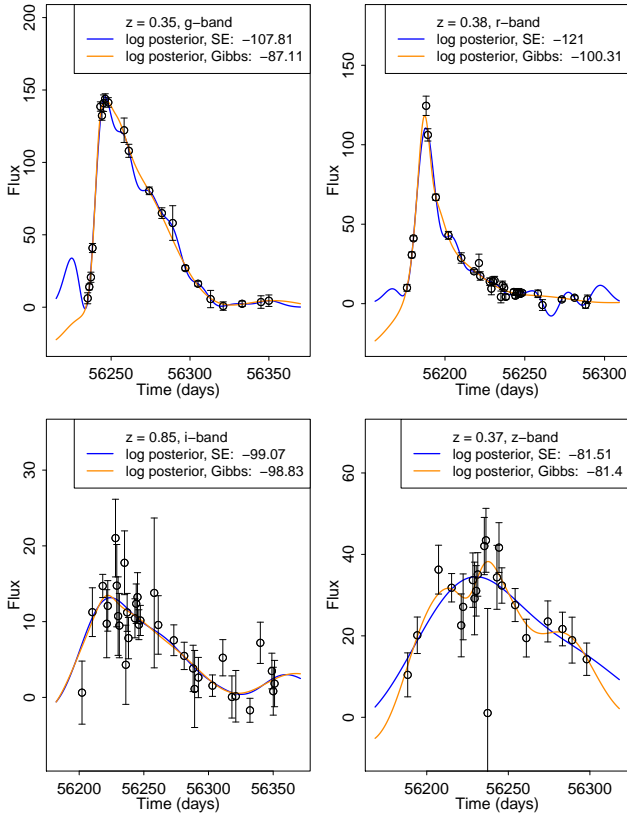 z = 0.35, g-band
log posterior, SE: −107.81
log posterior, Gibbs: −87.11
Flux
0
50
100
150
200
56250
56300
56350
Time (days)
z = 0.38, r-band
log posterior, SE: −121
log posterior, Gibbs: −100.31
Flux
0
50
100
150
56200
56250
56300
Time (days)
z = 0.85, i-band
log posterior, SE: −99.07
log posterior, Gibbs: −98.83
Flux
0
10
20
30
56200
56250
56300
56350
Time (days)
z = 0.37, z-band
log posterior, SE: −81.51
log posterior, Gibbs: −81.4
Flux
0
20
40
60
56200
56250
56300
Time (days)